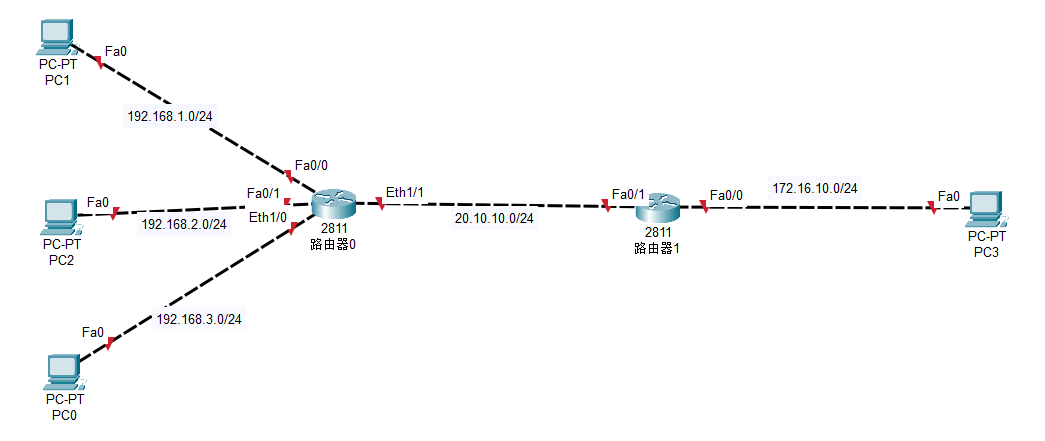 Fa0
PC-PT
PC1
192.168.1.0/24
Fa0/0
Fa0
PC-PT
PC2
192.168.2.0/24
Fa0/1
Eth1/0
Eth1/1
2811
路由器0
20.10.10.0/24
Fa0/1
Fa0/0
2811
路由器1
172.16.10.0/24
Fa0
PC-PT
PC3
192.168.3.0/24
Fa0
PC-PT
PC0